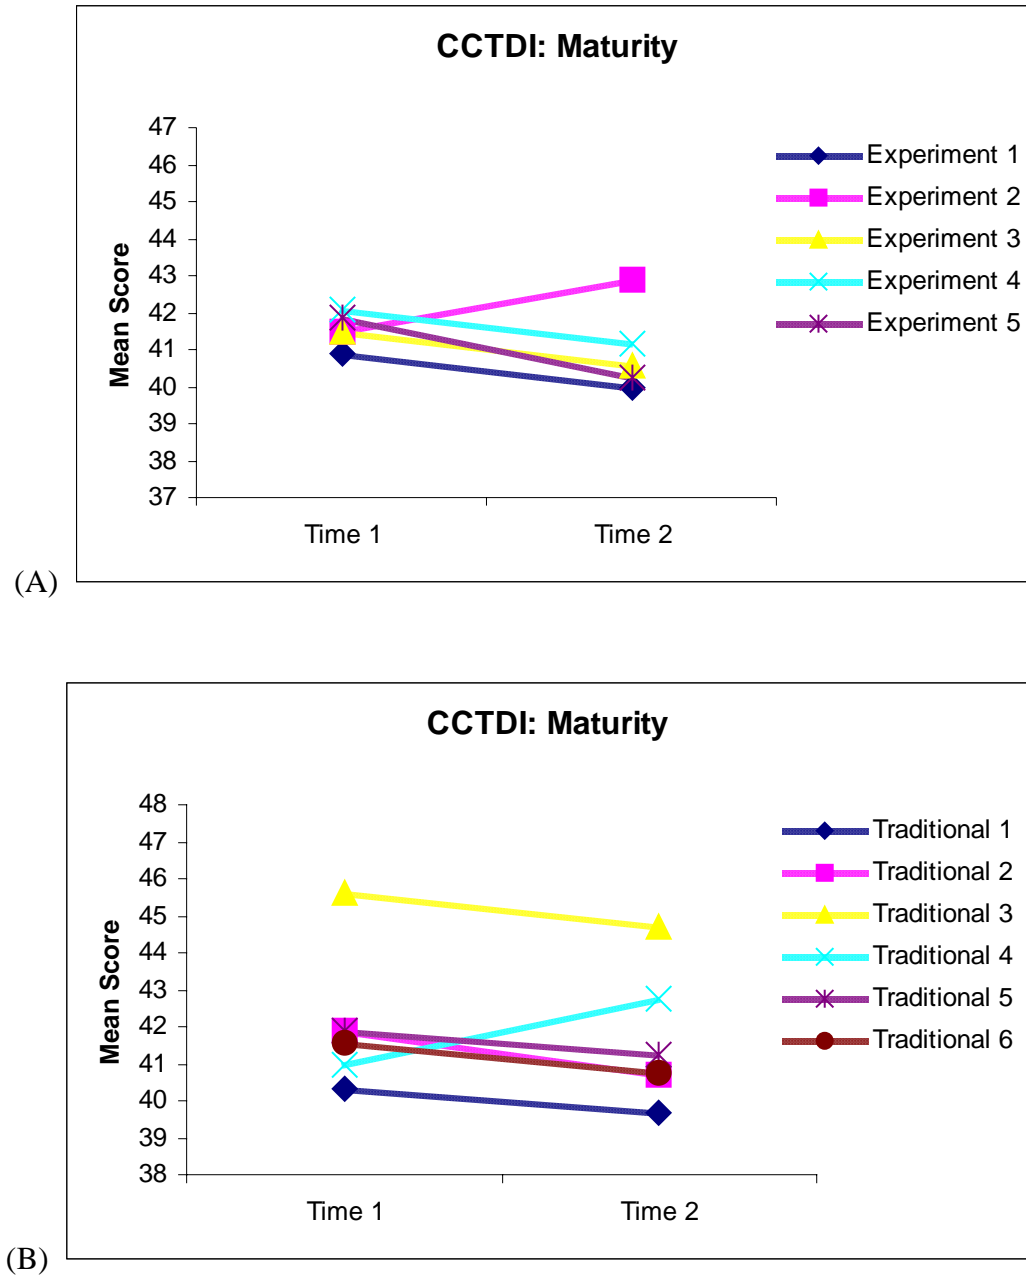 CCTDI: Maturity
Mean Score
47
46
45
44
43
42
41
40
39
38
37
Time 1 Time 2
Experiment 1
Experiment 2
Experiment 3
Experiment 4
Experiment 5
(A)
CCTDI: Maturity
Mean Score
48
47
46
45
44
43
42
41
40
39
38
Time 1 Time 2
Traditional 1
Traditional 2
Traditional 3
Traditional 4
Traditional 5
Traditional 6
(B)